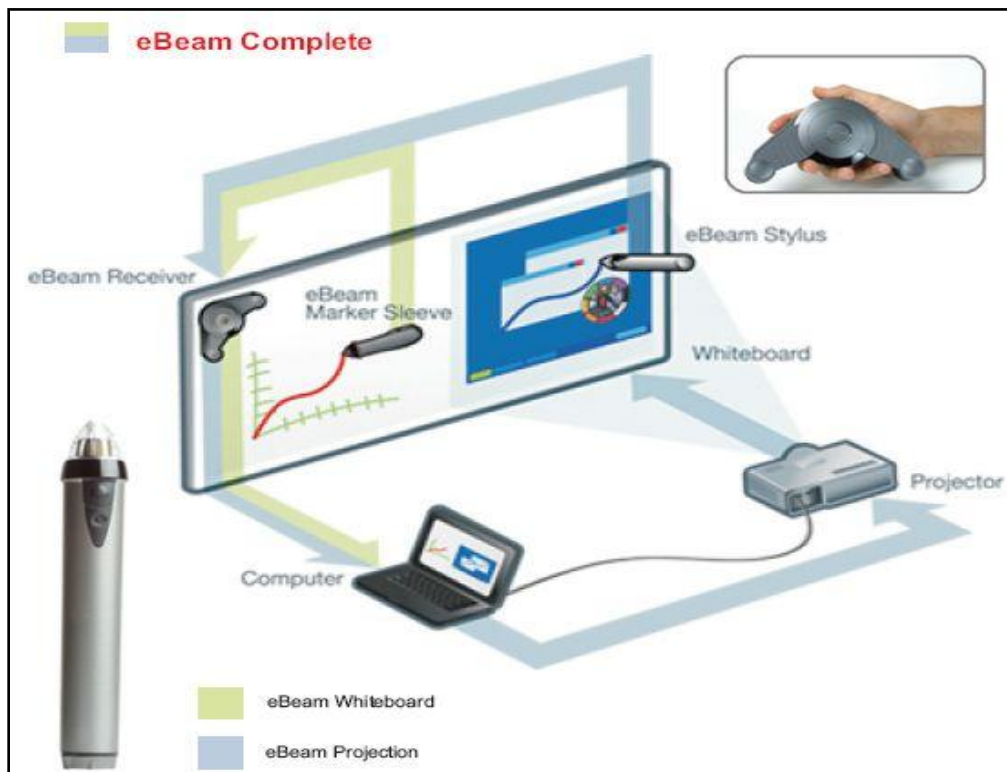 eBeam Complete
eBeam Stylus
eBeam Receiver
eBeam
Marker Sleeve
Whiteboard
Projector
Computer
eBeam Whiteboard
eBeam Projection